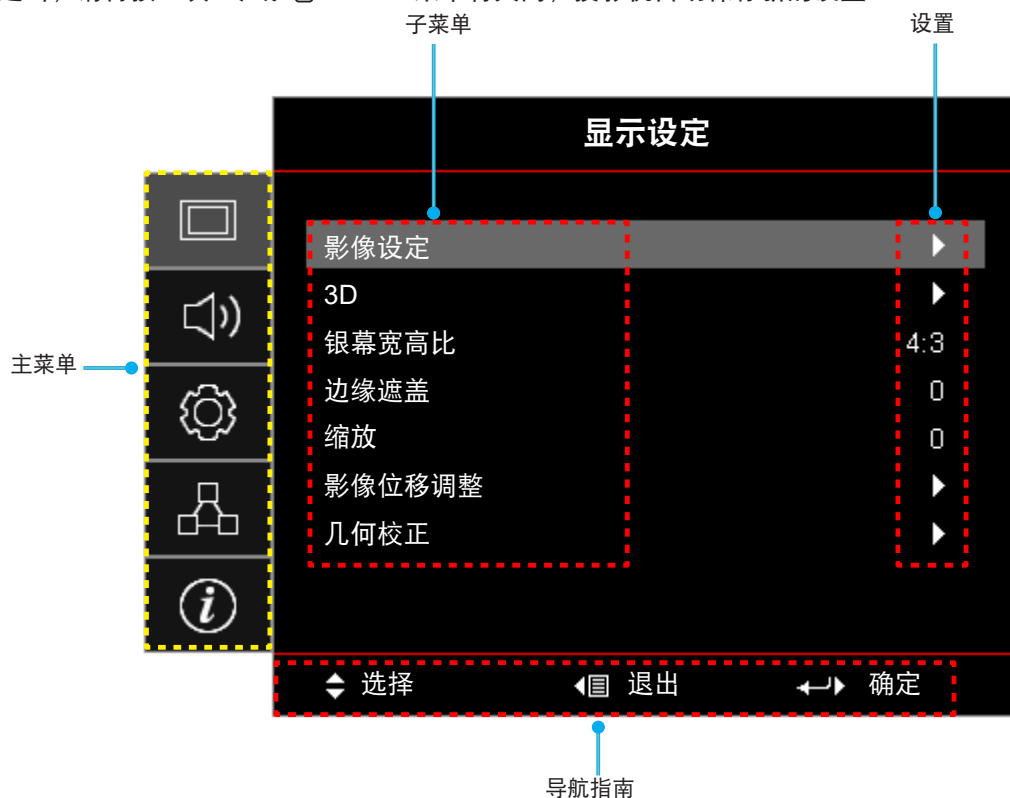 子菜单
设置
显示设定
影像设定
3D
银幕宽高比 4:3
主菜单
边缘遮盖 0
缩放 0
影像位移调整
几何校正
选择 退出 确定
导航指南